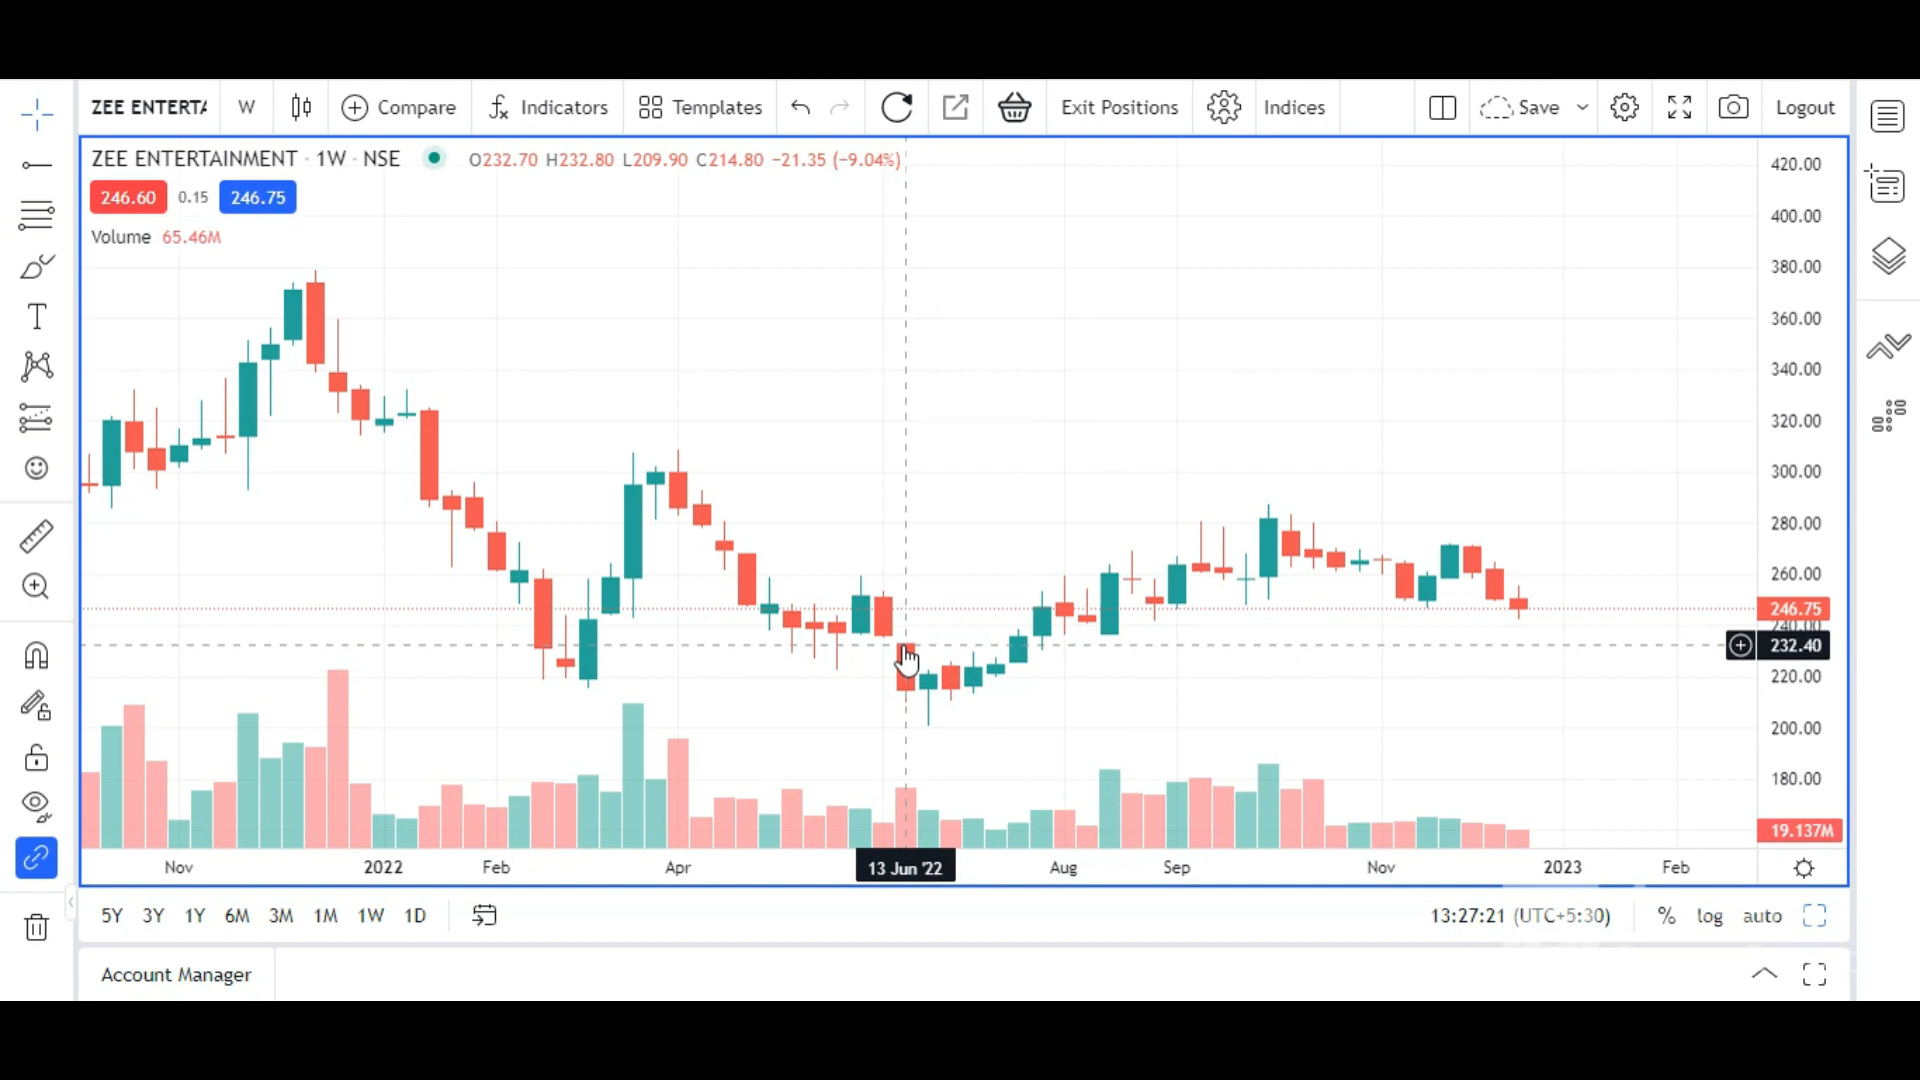 ZEE ENTERTA W Compare Indicators Templates Exit Positions Indices Save Logout
ZEE ENTERTAINMENT · 1W · NSE O232.70 H232.80 L209.90 C214.80 −21.35 (−9.04%)
246.60 0.15 246.75
Volume 65.46M
420.00
400.00
380.00
360.00
340.00
320.00
300.00
280.00
260.00
246.75
240.00
232.40
220.00
200.00
180.00
19.137M
Nov 2022 Feb Apr 13 Jun '22 Aug Sep Nov 2023 Feb
5Y 3Y 1Y 6M 3M 1M 1W 1D 13:27:21 (UTC+5:30) % log auto
Account Manager